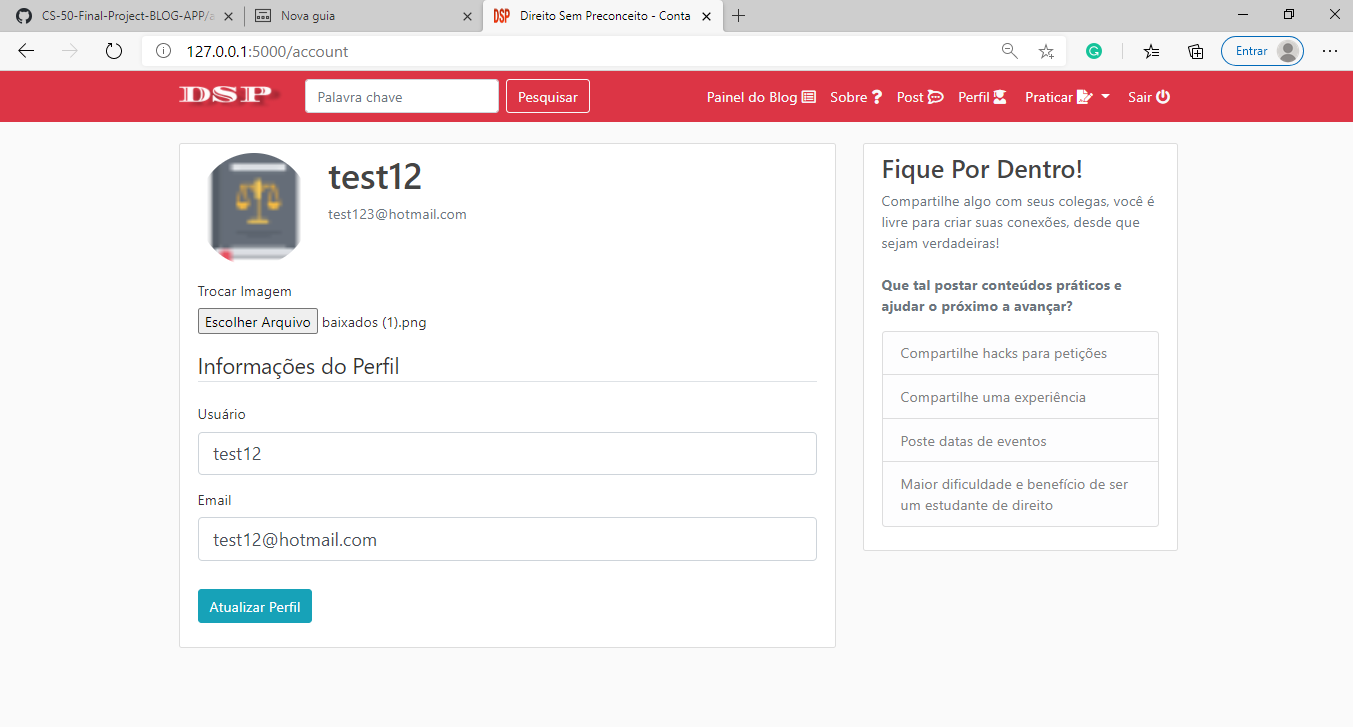 CS-50-Final-Project-BLOG-APP/a
Nova guia
DSP Direito Sem Preconceito - Conta
127.0.0.1:5000/account
Entrar
DSP
Palavra chave
Pesquisar
Painel do Blog
Sobre
Post
Perfil
Praticar
Sair
test12
test123@hotmail.com
Trocar Imagem
Escolher Arquivo baixados (1).png
Informações do Perfil
Usuário
test12
Email
test12@hotmail.com
Atualizar Perfil
Fique Por Dentro!
Compartilhe algo com seus colegas, você é
livre para criar suas conexões, desde que
sejam verdadeiras!
Que tal postar conteúdos práticos e
ajudar o próximo a avançar?
Compartilhe hacks para petições
Compartilhe uma experiência
Poste datas de eventos
Maior dificuldade e benefício de ser
um estudante de direito